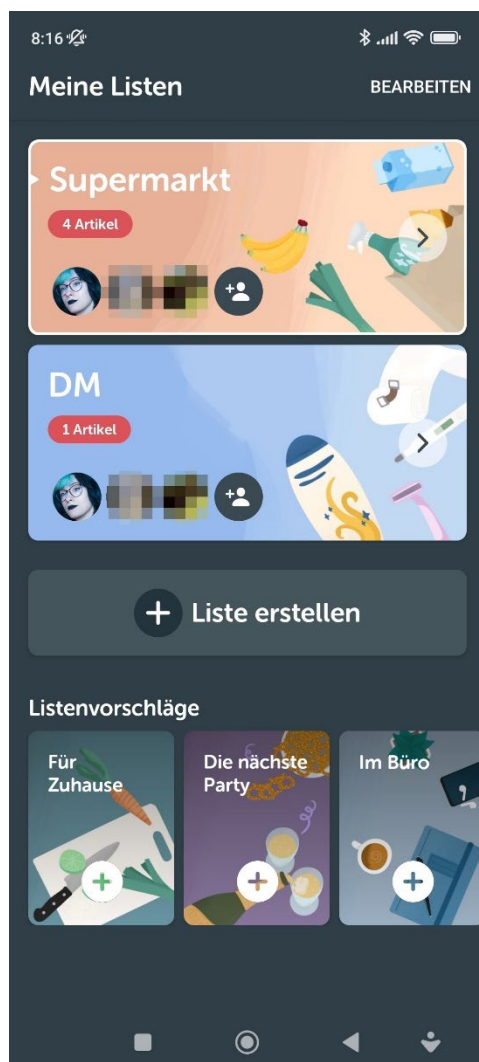 8:16
Meine Listen
BEARBEITEN
Supermarkt
4 Artikel
DM
1 Artikel
Liste erstellen
Listenvorschläge
Für
Zuhause
Die nächste
Party
Im Büro